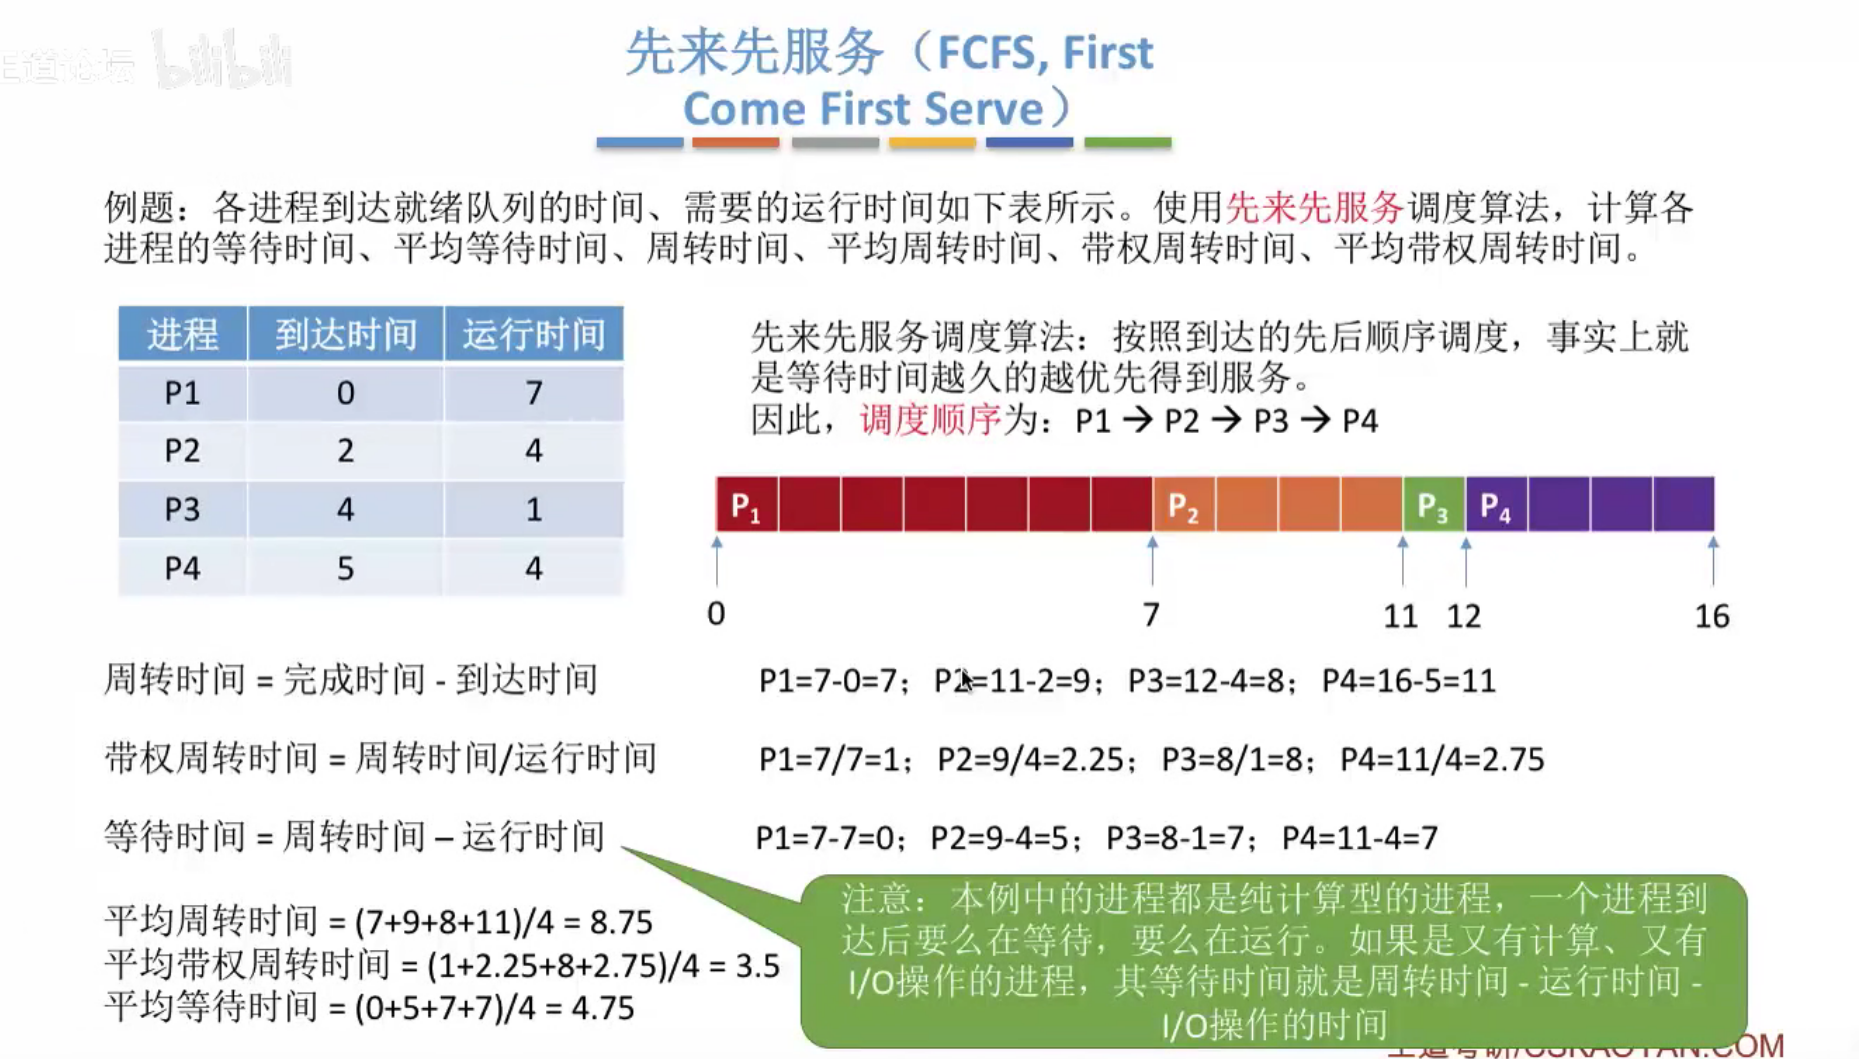 王道论坛 bilibili
先来先服务（FCFS, First
Come First Serve）
例题：各进程到达就绪队列的时间、需要的运行时间如下表所示。使用先来先服务调度算法，计算各
进程的等待时间、平均等待时间、周转时间、平均周转时间、带权周转时间、平均带权周转时间。
进程 到达时间 运行时间
P1 0 7
P2 2 4
P3 4 1
P4 5 4
先来先服务调度算法：按照到达的先后顺序调度，事实上就
是等待时间越久的越优先得到服务。
因此，调度顺序为：P1 → P2 → P3 → P4
P1 P2 P3 P4
0 7 11 12 16
周转时间 = 完成时间 - 到达时间
P1=7-0=7；P2=11-2=9；P3=12-4=8；P4=16-5=11
带权周转时间 = 周转时间/运行时间
P1=7/7=1；P2=9/4=2.25；P3=8/1=8；P4=11/4=2.75
等待时间 = 周转时间 – 运行时间
P1=7-7=0；P2=9-4=5；P3=8-1=7；P4=11-4=7
平均周转时间 = (7+9+8+11)/4 = 8.75
平均带权周转时间 = (1+2.25+8+2.75)/4 = 3.5
平均等待时间 = (0+5+7+7)/4 = 4.75
注意：本例中的进程都是纯计算型的进程，一个进程到
达后要么在等待，要么在运行。如果是又有计算、又有
I/O操作的进程，其等待时间就是周转时间 - 运行时间 -
I/O操作的时间
王道考研/CSKAOYAN.COM